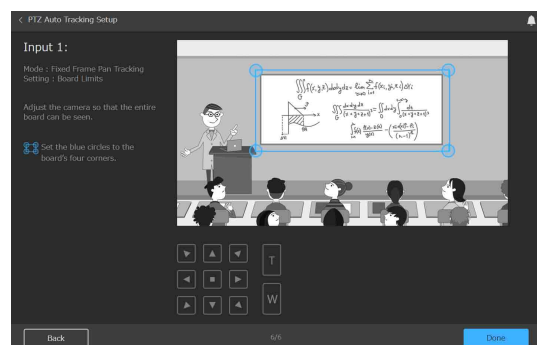 PTZ Auto Tracking Setup
Input 1:
Mode : Fixed Frame Pan Tracking
Setting : Board Limits
Adjust the camera so that the entire
board can be seen.
Set the blue circles to the
board's four corners.
T
W
Back
6/6
Done